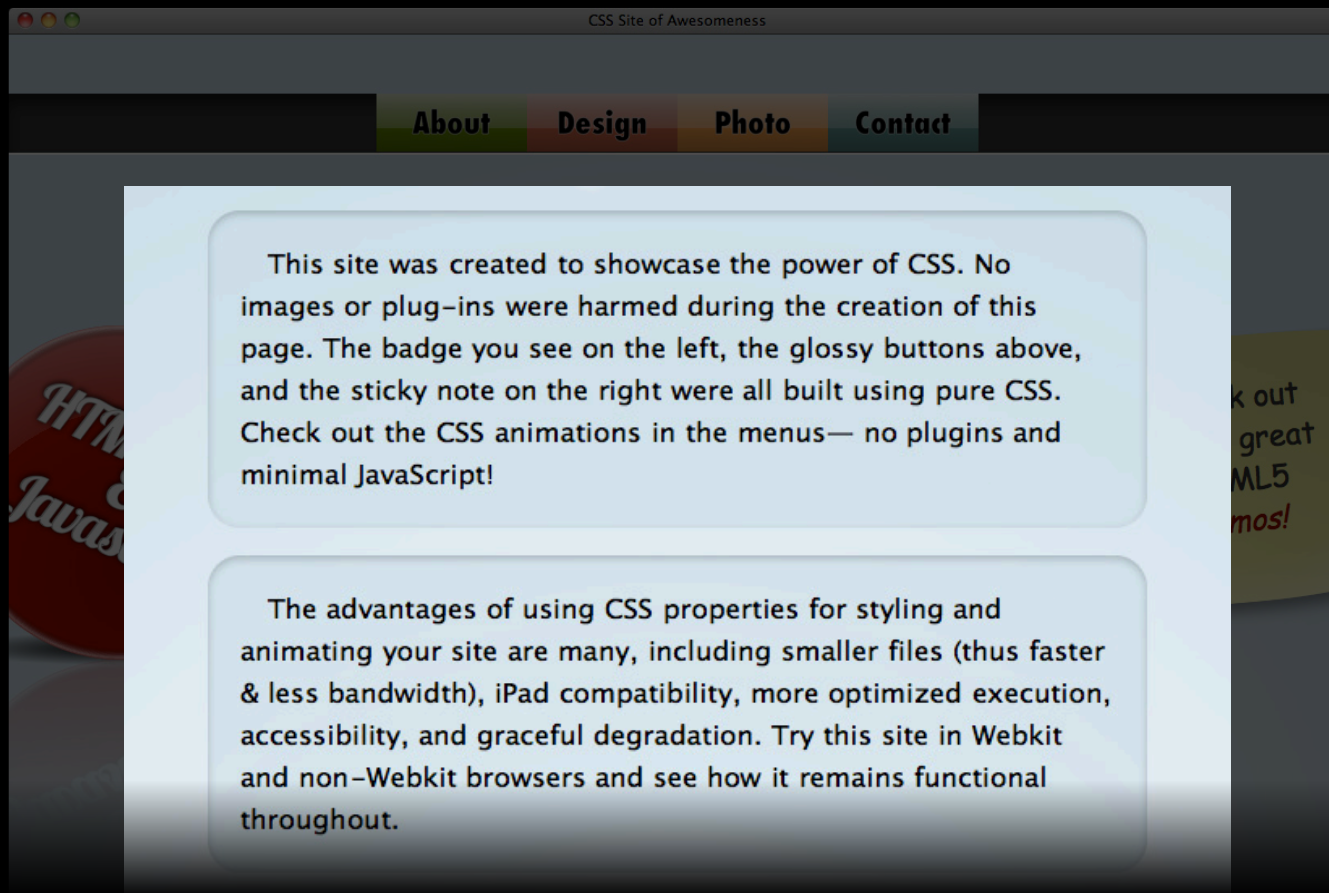 CSS Site of Awesomeness
About Design Photo Contact
This site was created to showcase the power of CSS. No
images or plug-ins were harmed during the creation of this
page. The badge you see on the left, the glossy buttons above,
and the sticky note on the right were all built using pure CSS.
Check out the CSS animations in the menus— no plugins and
minimal JavaScript!
The advantages of using CSS properties for styling and
animating your site are many, including smaller files (thus faster
& less bandwidth), iPad compatibility, more optimized execution,
accessibility, and graceful degradation. Try this site in Webkit
and non-Webkit browsers and see how it remains functional
throughout.
HTM
&
Javas
k out
great
ML5
mos!